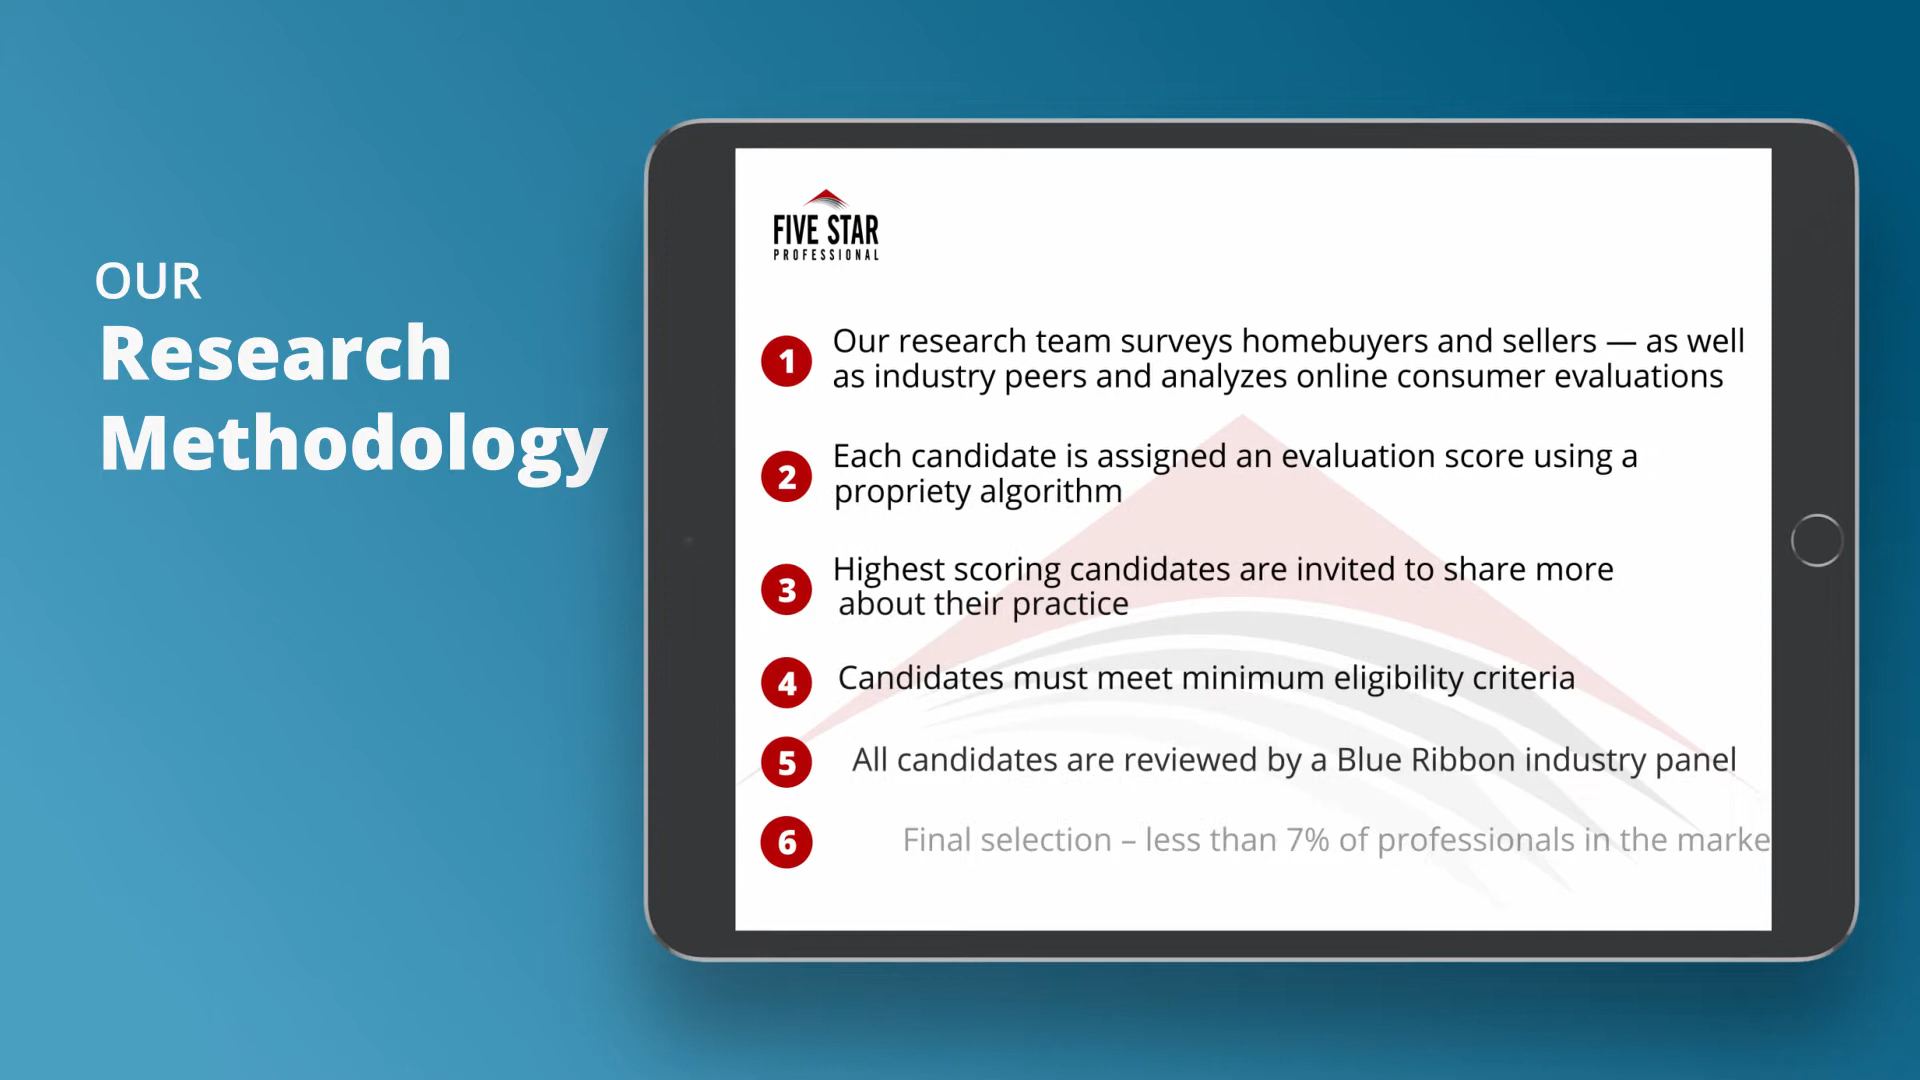 OUR
Research
Methodology
FIVE STAR
PROFESSIONAL
1 Our research team surveys homebuyers and sellers — as well
as industry peers and analyzes online consumer evaluations
2 Each candidate is assigned an evaluation score using a
propriety algorithm
3 Highest scoring candidates are invited to share more
about their practice
4 Candidates must meet minimum eligibility criteria
5 All candidates are reviewed by a Blue Ribbon industry panel
6 Final selection – less than 7% of professionals in the marke